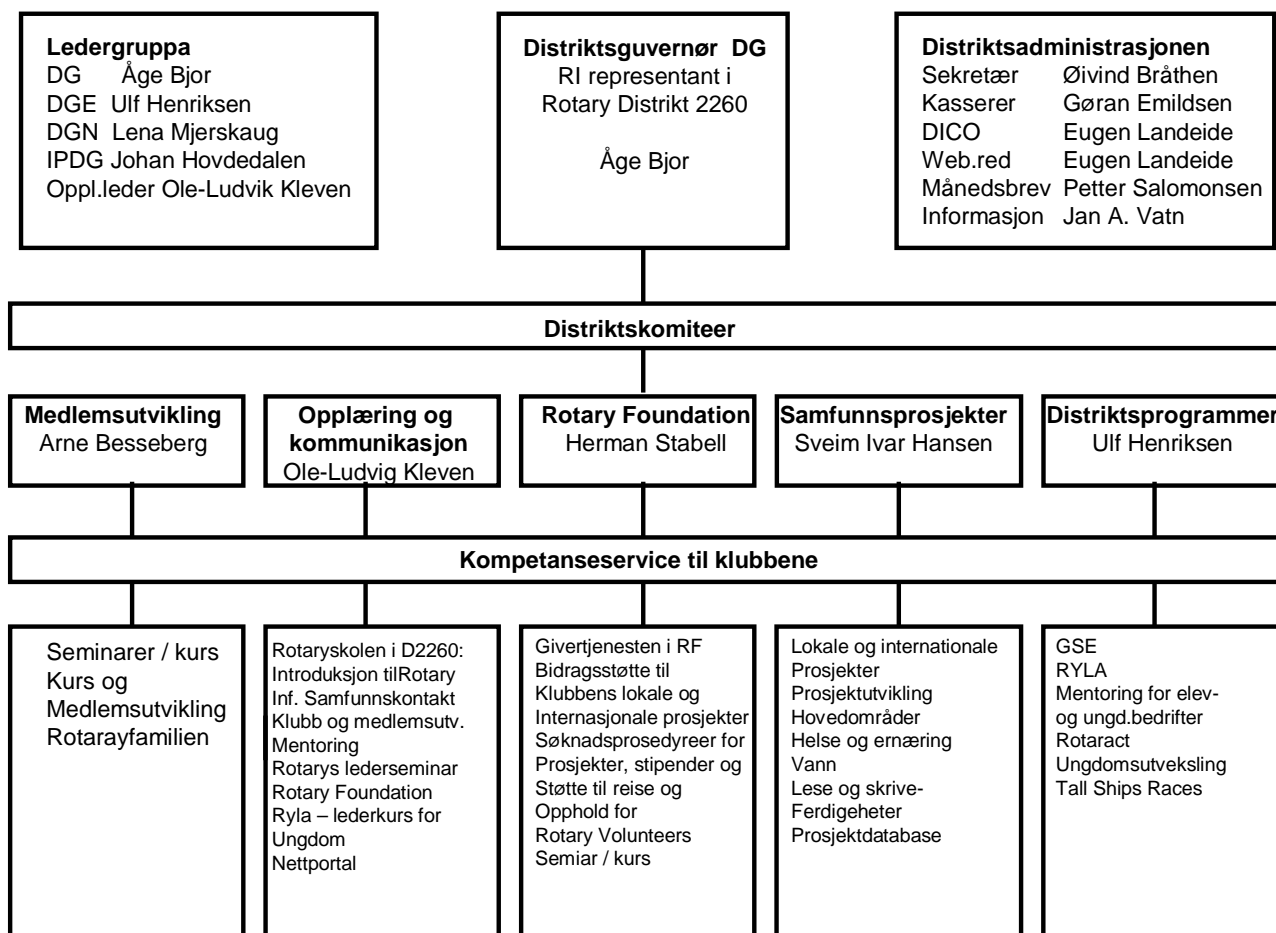 Ledergruppa
DG Åge Bjor
DGE Ulf Henriksen
DGN Lena Mjerskaug
IPDG Johan Hovdedalen
Oppl.leder Ole-Ludvik Kleven
Distriktsguvernør DG
RI representant i
Rotary Distrikt 2260
Åge Bjor
Distriktsadministrasjonen
Sekretær Øivind Bråthen
Kasserer Gøran Emildsen
DICO Eugen Landeide
Web.red Eugen Landeide
Månedsbrev Petter Salomonsen
Informasjon Jan A. Vatn
Distriktskomiteer
Medlemsutvikling
Arne Besseberg
Opplæring og
kommunikasjon
Ole-Ludvig Kleven
Rotary Foundation
Herman Stabell
Samfunnsprosjekter
Sveim Ivar Hansen
Distriktsprogrammer
Ulf Henriksen
Kompetanseservice til klubbene
Seminarer / kurs
Kurs og
Medlemsutvikling
Rotarayfamilien
Rotaryskolen i D2260:
Introduksjon tilRotary
Inf. Samfunnskontakt
Klubb og medlemsutv.
Mentoring
Rotarys lederseminar
Rotary Foundation
Ryla – lederkurs for
Ungdom
Nettportal
Givertjenesten i RF
Bidragsstøtte til
Klubbens lokale og
Internasjonale prosjekter
Søknadsprosedyreer for
Prosjekter, stipender og
Støtte til reise og
Opphold for
Rotary Volunteers
Semiar / kurs
Lokale og internationale
Prosjekter
Prosjektutvikling
Hovedområder
Helse og ernæring
Vann
Lese og skrive-
Ferdigheter
Prosjektdatabase
GSE
RYLA
Mentoring for elev-
og ungd.bedrifter
Rotaract
Ungdomsutveksling
Tall Ships Races